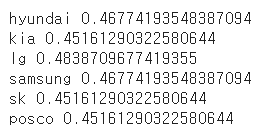 hyundai 0.46774193548387094
kia 0.45161290322580644
lg 0.4838709677419355
samsung 0.46774193548387094
sk 0.45161290322580644
posco 0.45161290322580644